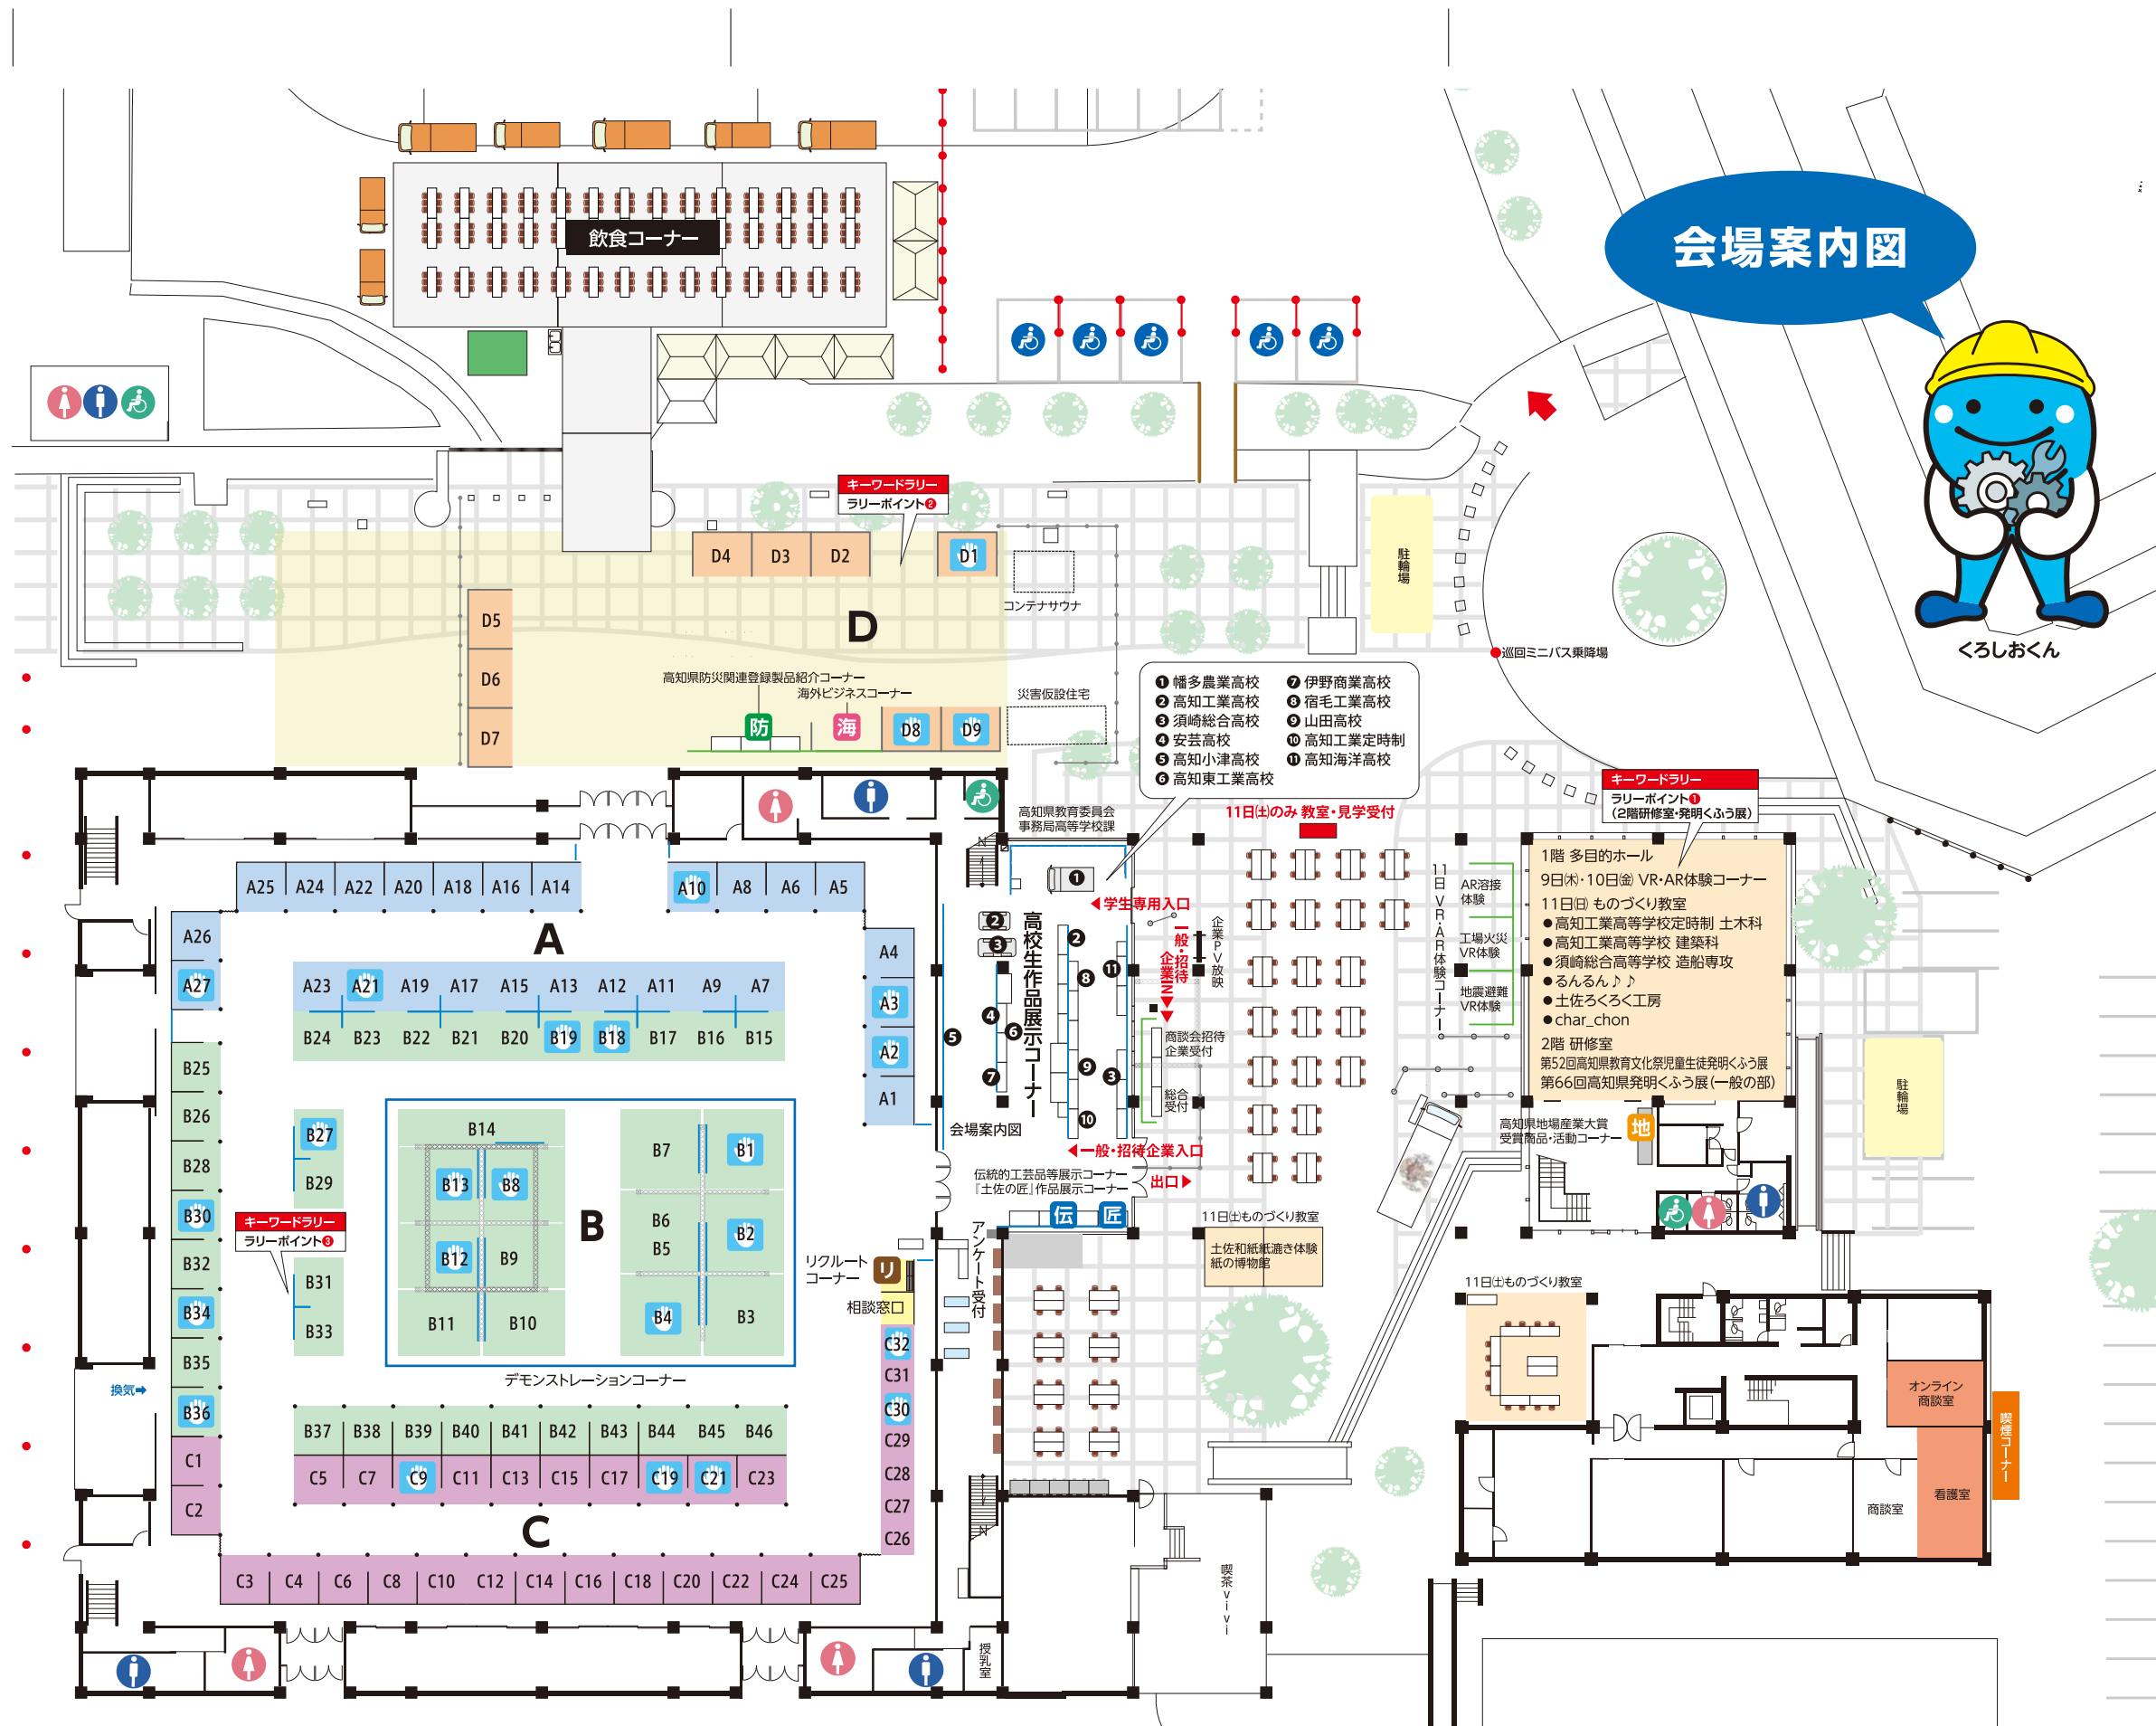 会場案内図
くろしおくん
飲食コーナー
キーワードラリー
ラリーポイント❷
D4
D3
D2
D1
コンテナサウナ
駐輪場
D
D5
D6
D7
高知県防災関連登録製品紹介コーナー
海外ビジネスコーナー
防
海
D8
D9
災害仮設住宅
巡回ミニバス乗降場
❶幡多農業高校
❷高知工業高校
❸須崎総合高校
❹安芸高校
❺高知小津高校
❻高知東工業高校
❼伊野商業高校
❽宿毛工業高校
❾山田高校
❿高知工業定時制
⓫高知海洋高校
高知県教育委員会
事務局高等学校課
11日㈯のみ 教室・見学受付
キーワードラリー
ラリーポイント❶
(2階研修室・発明くふう展)
1階 多目的ホール
9日㈭・10日㈮ VR・AR体験コーナー
11日㈰ ものづくり教室
●高知工業高等学校定時制 土木科
●高知工業高等学校 建築科
●須崎総合高等学校 造船専攻
●るんるん♪♪
●土佐ろくろく工房
●char_chon
2階 研修室
第52回高知県教育文化祭児童生徒発明くふう展
第66回高知県発明くふう展(一般の部)
11日 VR・AR体験コーナー
AR溶接
体験
工場火災
VR体験
地震避難
VR体験
駐輪場
高知県地場産業大賞
受賞商品・活動コーナー
地
A25
A24
A22
A20
A18
A16
A14
A10
A8
A6
A5
A26
A27
A
A4
A3
A2
A1
A23
A21
A19
A17
A15
A13
A12
A11
A9
A7
B24
B23
B22
B21
B20
B19
B18
B17
B16
B15
❶
◀学生専用入口
❷
❸
高校生作品展示コーナー
❷
❽
⓫
❹
❻
❺
❼
❾
❸
❿
一般・招待
企業IN▶▶
企業PV放映
商談会招待
企業受付
総合
受付
会場案内図
◀一般・招待企業入口
伝統的工芸品等展示コーナー
『土佐の匠』作品展示コーナー
出口▶
伝
匠
B25
B26
B28
B30
B32
B34
B35
B36
B27
B29
キーワードラリー
ラリーポイント❸
B31
B33
B14
B13
B8
B12
B9
B11
B10
B
B7
B1
B6
B5
B2
B4
B3
デモンストレーションコーナー
リクルート
コーナー
リ
相談窓口
アンケート受付
11日㈯ものづくり教室
土佐和紙紙漉き体験
紙の博物館
11日㈯ものづくり教室
換気➡
C1
C2
B37
B38
B39
B40
B41
B42
B43
B44
B45
B46
C5
C7
C9
C11
C13
C15
C17
C19
C21
C23
C
C32
C31
C30
C29
C28
C27
C26
C3
C4
C6
C8
C10
C12
C14
C16
C18
C20
C22
C24
C25
N
N
オンライン
商談室
喫煙コーナー
看護室
商談室
喫茶vivi
授乳室